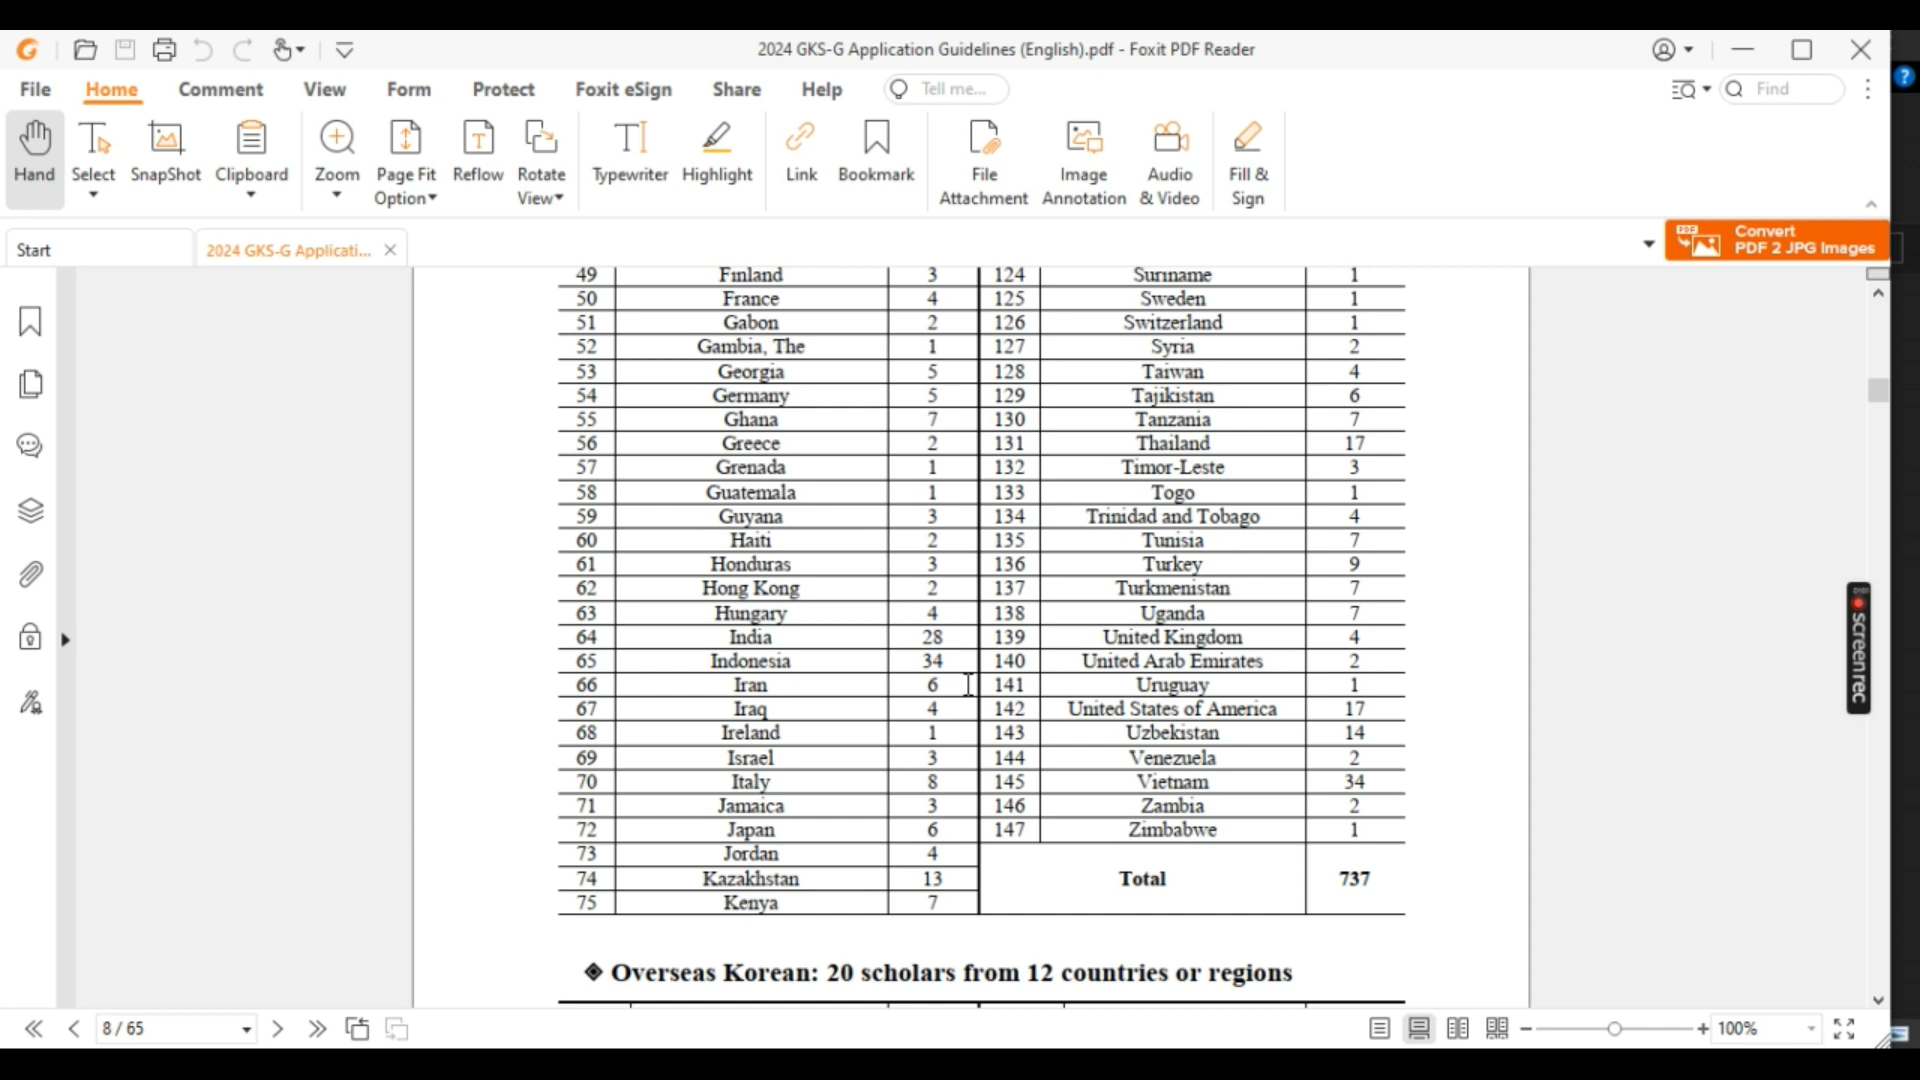 2024 GKS-G Application Guidelines (English).pdf - Foxit PDF Reader
File Home Comment View Form Protect Foxit eSign Share Help Tell me... Find
Hand Select SnapShot Clipboard Zoom Page Fit Option Reflow Rotate View Typewriter Highlight Link Bookmark File Attachment Image Annotation Audio & Video Fill & Sign
Start 2024 GKS-G Applicati... Convert PDF 2 JPG Images
49 Finland 3 124 Suriname 1
50 France 4 125 Sweden 1
51 Gabon 2 126 Switzerland 1
52 Gambia, The 1 127 Syria 2
53 Georgia 5 128 Taiwan 4
54 Germany 5 129 Tajikistan 6
55 Ghana 7 130 Tanzania 7
56 Greece 2 131 Thailand 17
57 Grenada 1 132 Timor-Leste 3
58 Guatemala 1 133 Togo 1
59 Guyana 3 134 Trinidad and Tobago 4
60 Haiti 2 135 Tunisia 7
61 Honduras 3 136 Turkey 9
62 Hong Kong 2 137 Turkmenistan 7
63 Hungary 4 138 Uganda 7
64 India 28 139 United Kingdom 4
65 Indonesia 34 140 United Arab Emirates 2
66 Iran 6 141 Uruguay 1
67 Iraq 4 142 United States of America 17
68 Ireland 1 143 Uzbekistan 14
69 Israel 3 144 Venezuela 2
70 Italy 8 145 Vietnam 34
71 Jamaica 3 146 Zambia 2
72 Japan 6 147 Zimbabwe 1
73 Jordan 4
74 Kazakhstan 13 Total 737
75 Kenya 7
◈ Overseas Korean: 20 scholars from 12 countries or regions
screenrec
8 / 65 100%